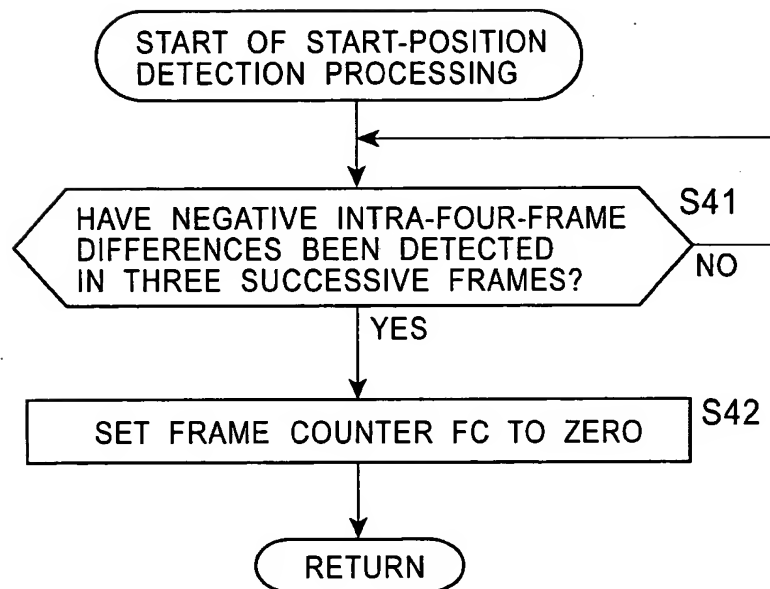 START OF START-POSITION
DETECTION PROCESSING
HAVE NEGATIVE INTRA-FOUR-FRAME
DIFFERENCES BEEN DETECTED
IN THREE SUCCESSIVE FRAMES?
S41
NO
YES
SET FRAME COUNTER FC TO ZERO
S42
RETURN